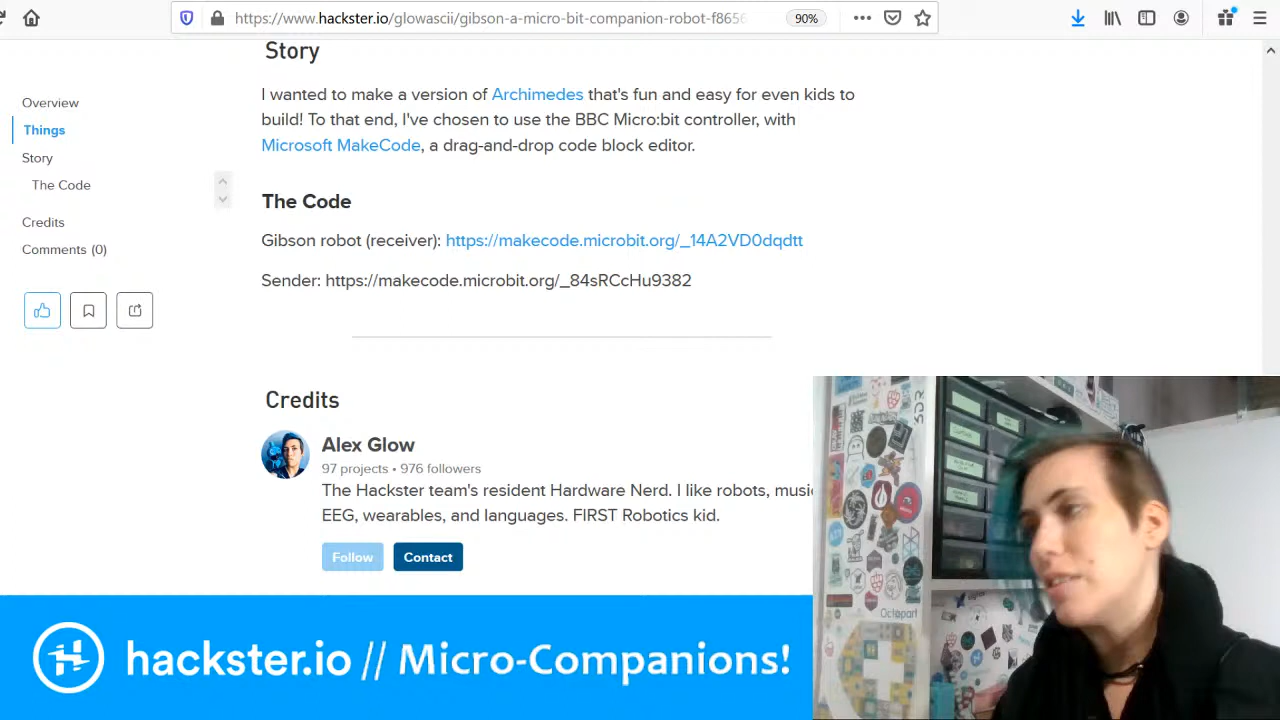 https://www.hackster.io/glowascii/gibson-a-micro-bit-companion-robot-f8656
90%
Story
Overview
Things
Story
The Code
Credits
Comments (0)
I wanted to make a version of Archimedes that's fun and easy for even kids to
build! To that end, I've chosen to use the BBC Micro:bit controller, with
Microsoft MakeCode, a drag-and-drop code block editor.
The Code
Gibson robot (receiver): https://makecode.microbit.org/_14A2VD0dqdtt
Sender: https://makecode.microbit.org/_84sRCcHu9382
Credits
Alex Glow
97 projects • 976 followers
The Hackster team's resident Hardware Nerd. I like robots, music
EEG, wearables, and languages. FIRST Robotics kid.
Follow
Contact
Octopart
hackster.io // Micro-Companions!